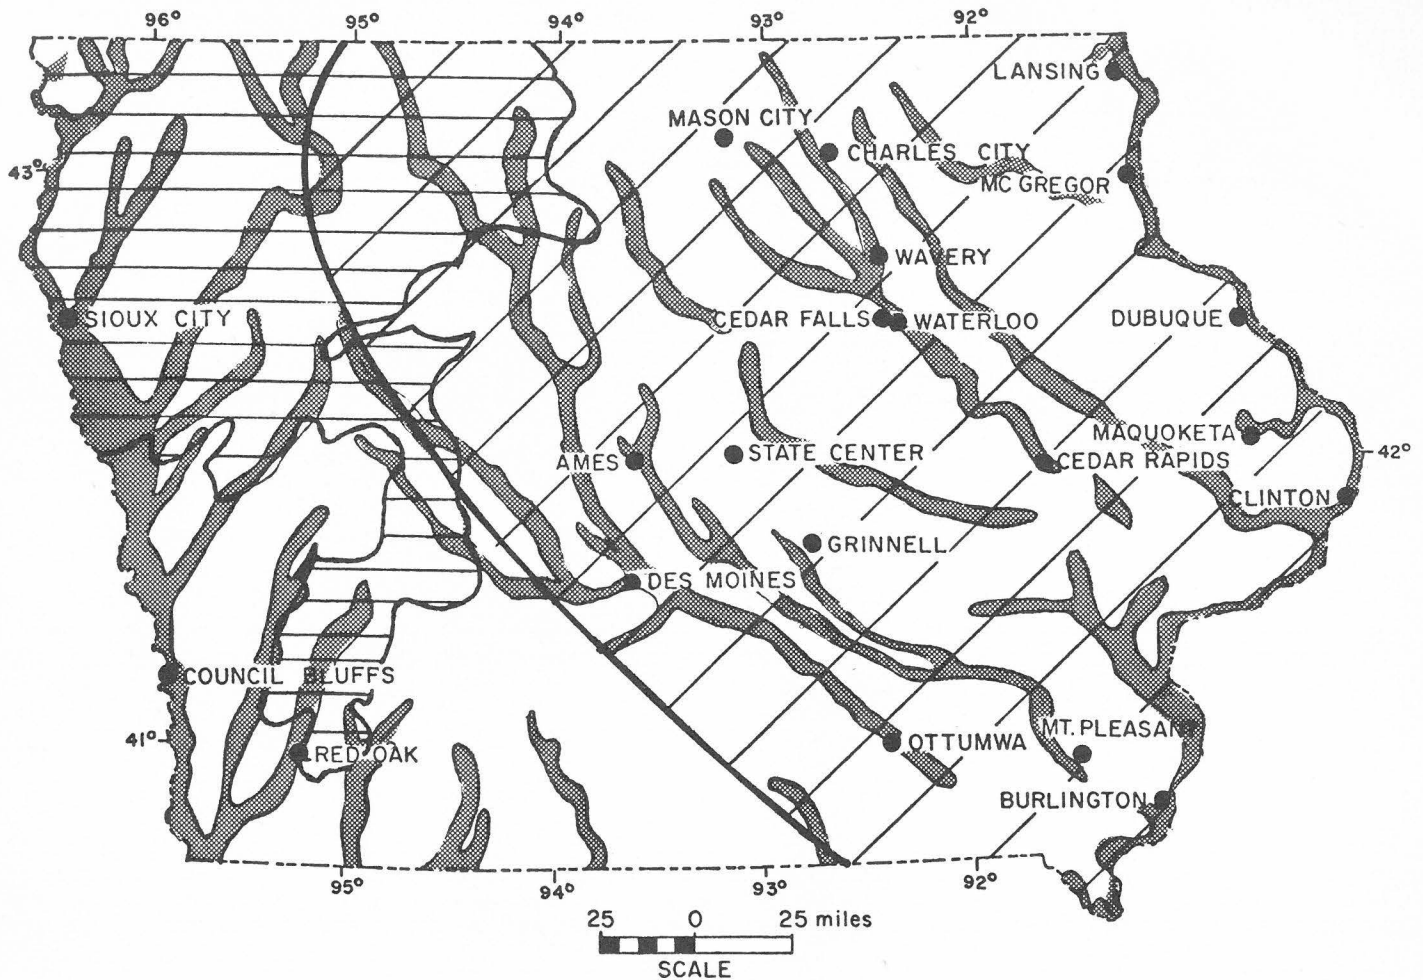 96° 95° 94° 93° 92°
LANSING
MASON CITY
CHARLES CITY
43°
MC GREGOR
WAVERY
SIOUX CITY
CEDAR FALLS
WATERLOO
DUBUQUE
MAQUOKETA
AMES
STATE CENTER
CEDAR RAPIDS
42°
CLINTON
GRINNELL
DES MOINES
COUNCIL BLUFFS
MT. PLEASANT
41°
RED OAK
OTTUMWA
BURLINGTON
95° 94° 93° 92°
25 0 25 miles
SCALE